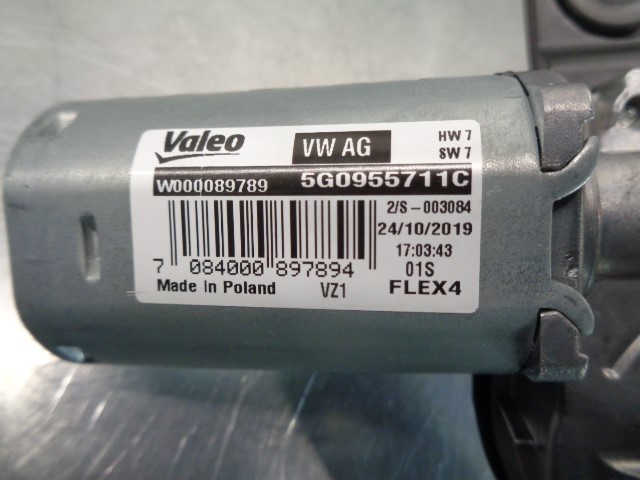 Valeo VW AG HW 7
SW 7
W000089789 5G0955711C
2/S-003084
24/10/2019
17:03:43
7 084000 897894 01S
Made in Poland VZ1 FLEX4